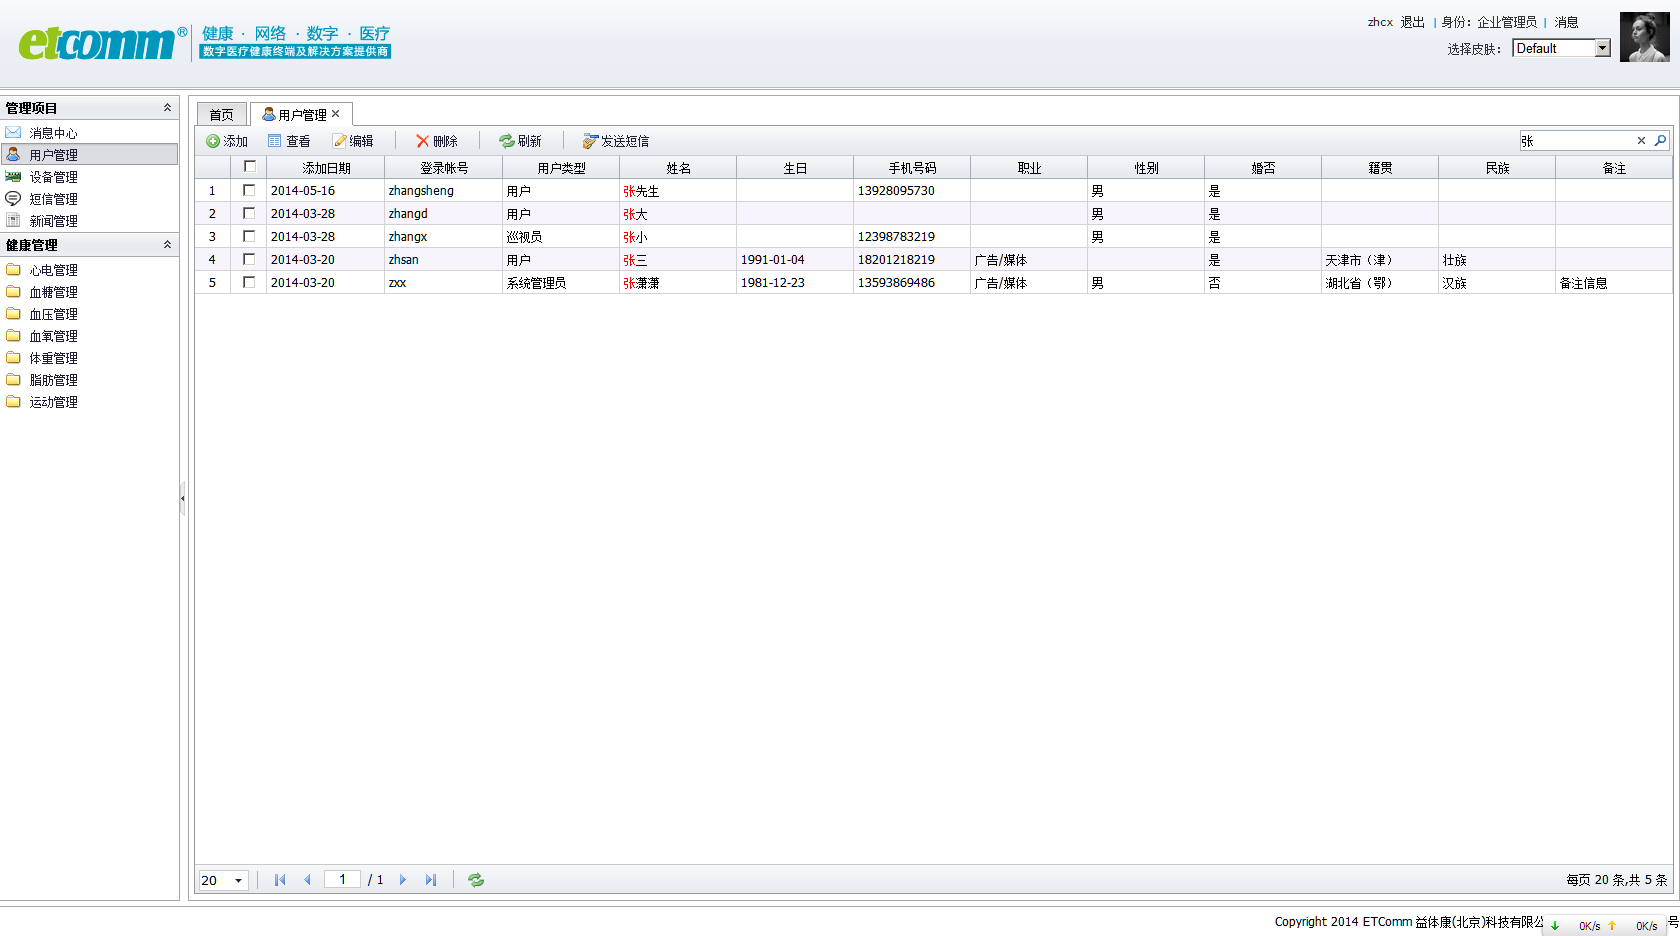 etcomm®
健康 · 网络 · 数字 · 医疗
数字医疗健康终端及解决方案提供商
zhcx 退出 | 身份：企业管理员 | 消息
选择皮肤： Default
管理项目
消息中心
用户管理
设备管理
短信管理
新闻管理
健康管理
心电管理
血糖管理
血压管理
血氧管理
体重管理
脂肪管理
运动管理
首页 用户管理
添加 查看 编辑 删除 刷新 发送短信 张
添加日期 登录帐号 用户类型 姓名 生日 手机号码 职业 性别 婚否 籍贯 民族 备注
1 2014-05-16 zhangsheng 用户 张先生 13928095730 男 是
2 2014-03-28 zhangd 用户 张大 男 是
3 2014-03-28 zhangx 巡视员 张小 12398783219 男 是
4 2014-03-20 zhsan 用户 张三 1991-01-04 18201218219 广告/媒体 是 天津市（津） 壮族
5 2014-03-20 zxx 系统管理员 张潇潇 1981-12-23 13593869486 广告/媒体 男 否 湖北省（鄂） 汉族 备注信息
20 1 / 1 每页 20 条,共 5 条
Copyright 2014 ETComm 益体康(北京)科技有限 号
0K/s 0K/s